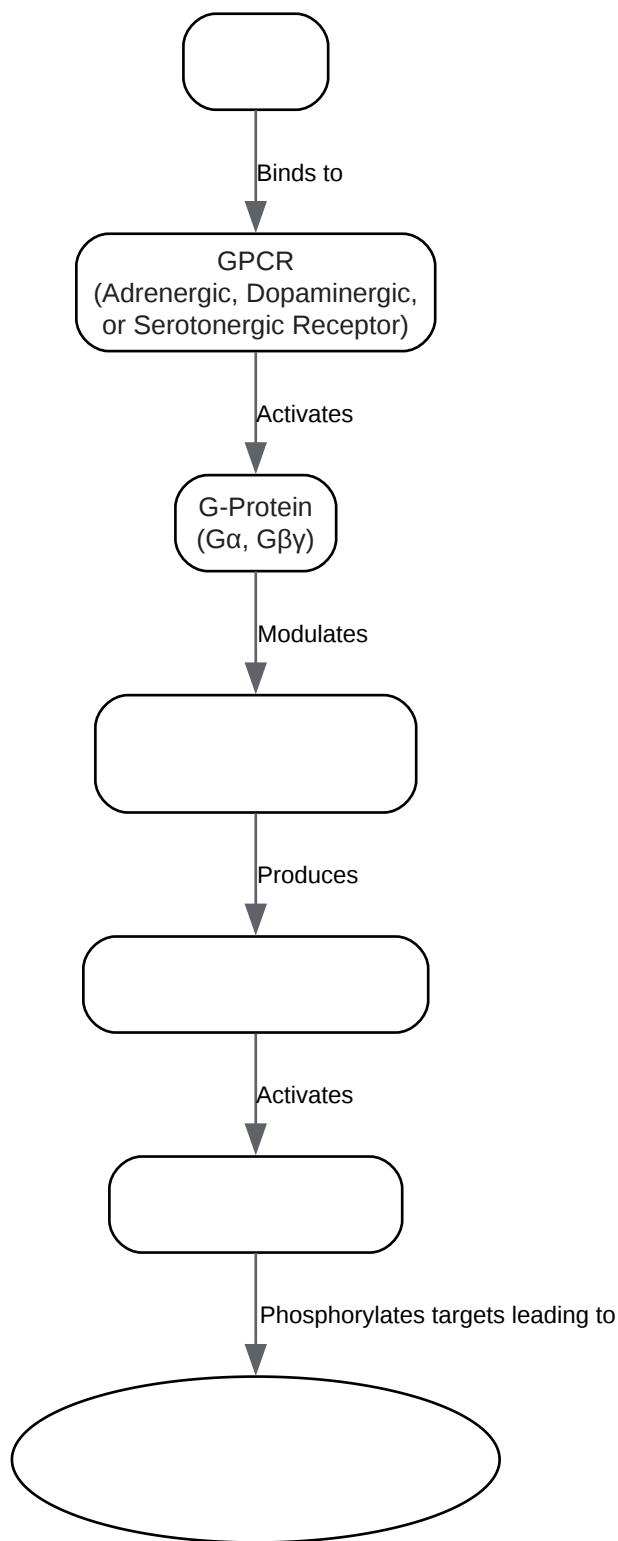 Binds to
GPCR
(Adrenergic, Dopaminergic,
or Serotonergic Receptor)
Activates
G-Protein
(Gα, Gβγ)
Modulates
Produces
Activates
Phosphorylates targets leading to